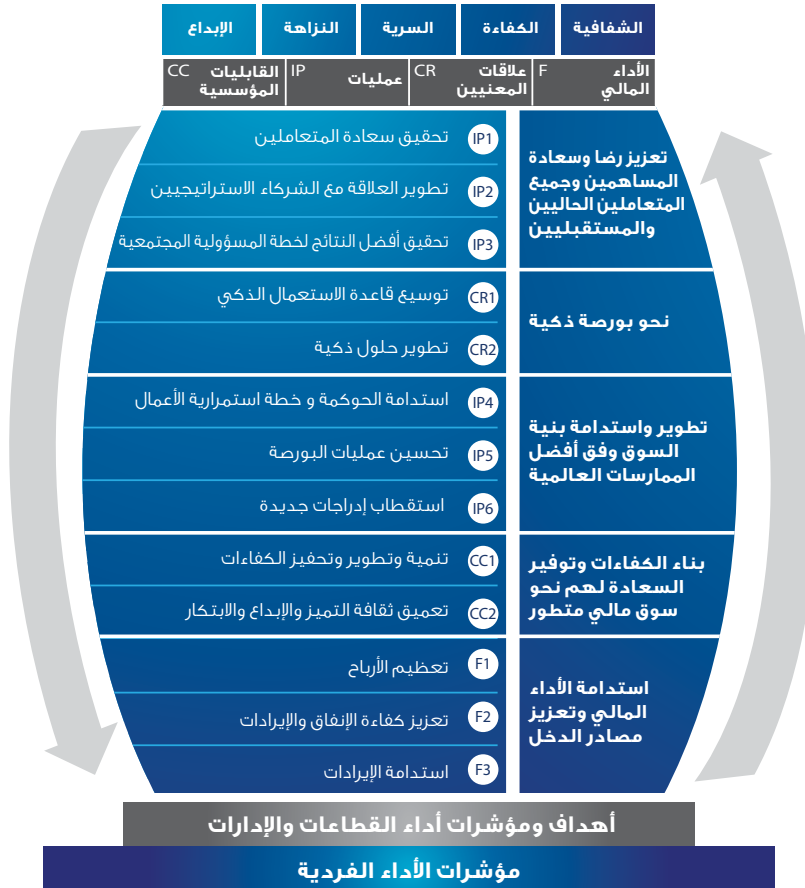 الشفافية
الكفاءة
السرية
النزاهة
الإبداع
الأداء
المالي
F
علاقات
المعنيين
CR
عمليات
IP
القابليات
المؤسسية
CC
تعزيز رضا وسعادة
المساهمين وجميع
المتعاملين الحاليين
والمستقبليين
IP1 تحقيق سعادة المتعاملين
IP2 تطوير العلاقة مع الشركاء الاستراتيجيين
IP3 تحقيق أفضل النتائج لخطة المسؤولية المجتمعية
نحو بورصة ذكية
CR1 توسيع قاعدة الاستعمال الذكي
CR2 تطوير حلول ذكية
تطوير واستدامة بنية
السوق وفق أفضل
الممارسات العالمية
IP4 استدامة الحوكمة و خطة استمرارية الأعمال
IP5 تحسين عمليات البورصة
IP6 استقطاب إدراجات جديدة
بناء الكفاءات وتوفير
السعادة لهم نحو
سوق مالي متطور
CC1 تنمية وتطوير وتحفيز الكفاءات
CC2 تعميق ثقافة التميز والإبداع والابتكار
استدامة الأداء
المالي وتعزيز
مصادر الدخل
F1 تعظيم الأرباح
F2 تعزيز كفاءة الإنفاق والإيرادات
F3 استدامة الإيرادات
أهداف ومؤشرات أداء القطاعات والإدارات
مؤشرات الأداء الفردية